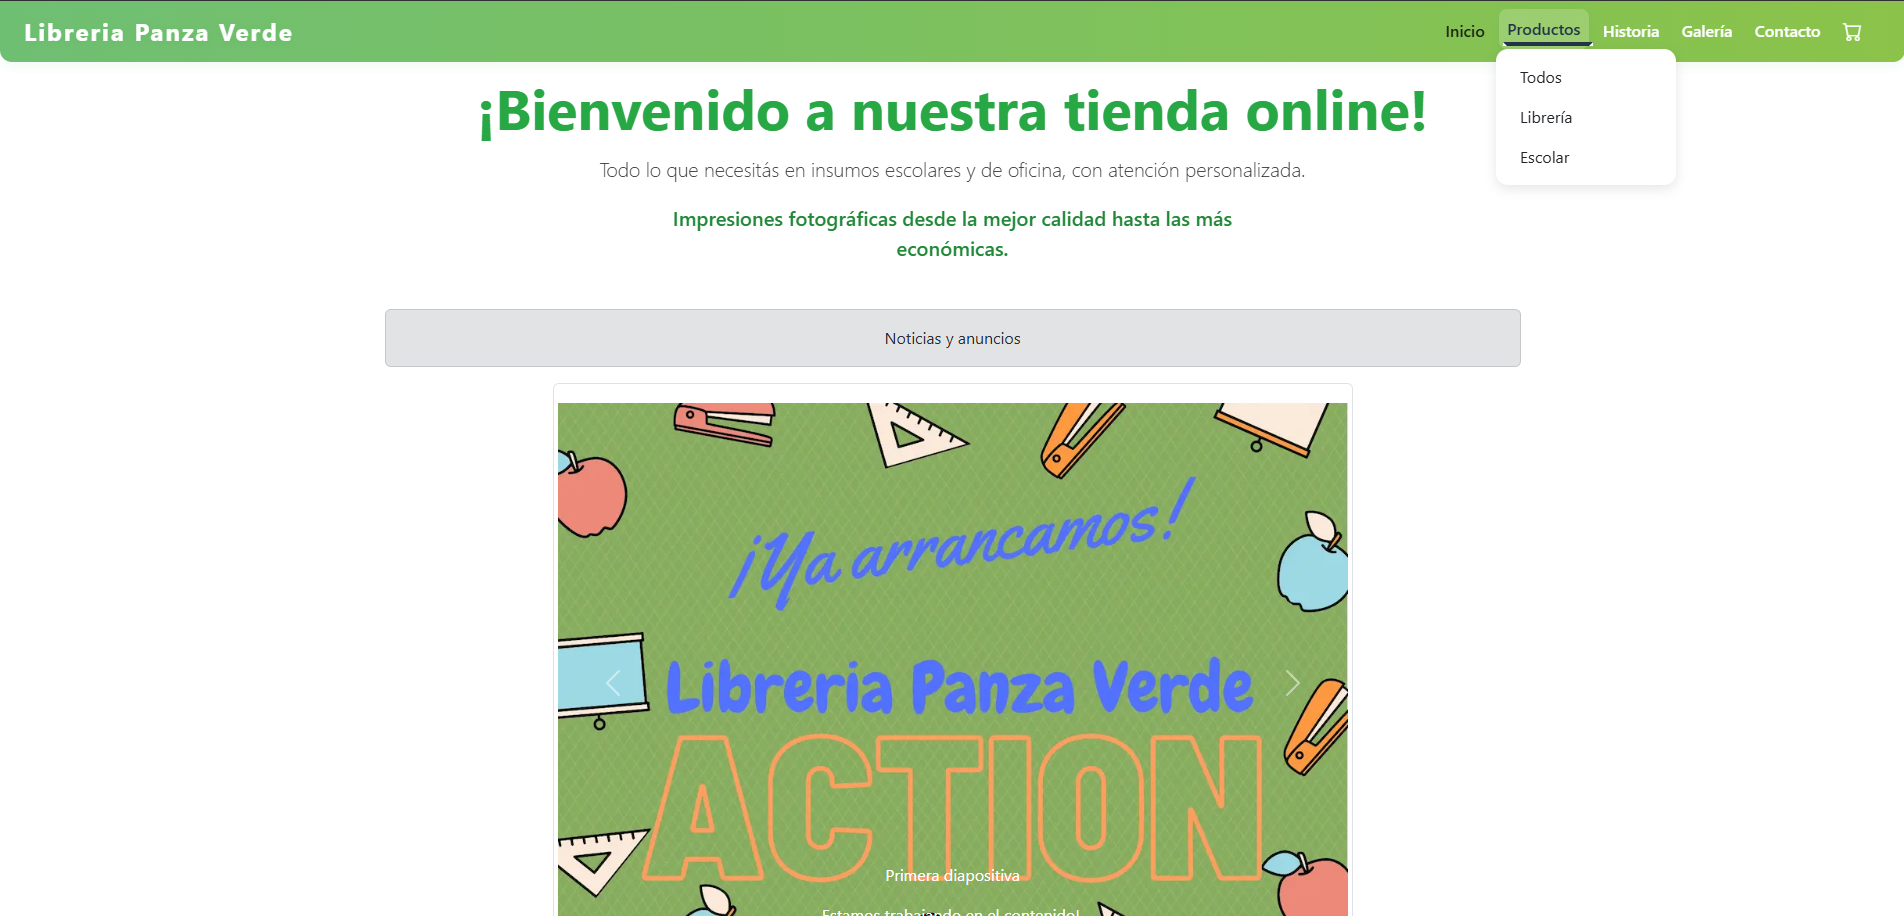 Libreria Panza Verde
Inicio
Productos
Historia
Galería
Contacto
Todos
Librería
Escolar
¡Bienvenido a nuestra tienda online!
Todo lo que necesitás en insumos escolares y de oficina, con atención personalizada.
Impresiones fotográficas desde la mejor calidad hasta las más
económicas.
Noticias y anuncios
¡Ya arrancamos!
Libreria Panza Verde
ACTION
Primera diapositiva
Estamos trabajando en el contenido!